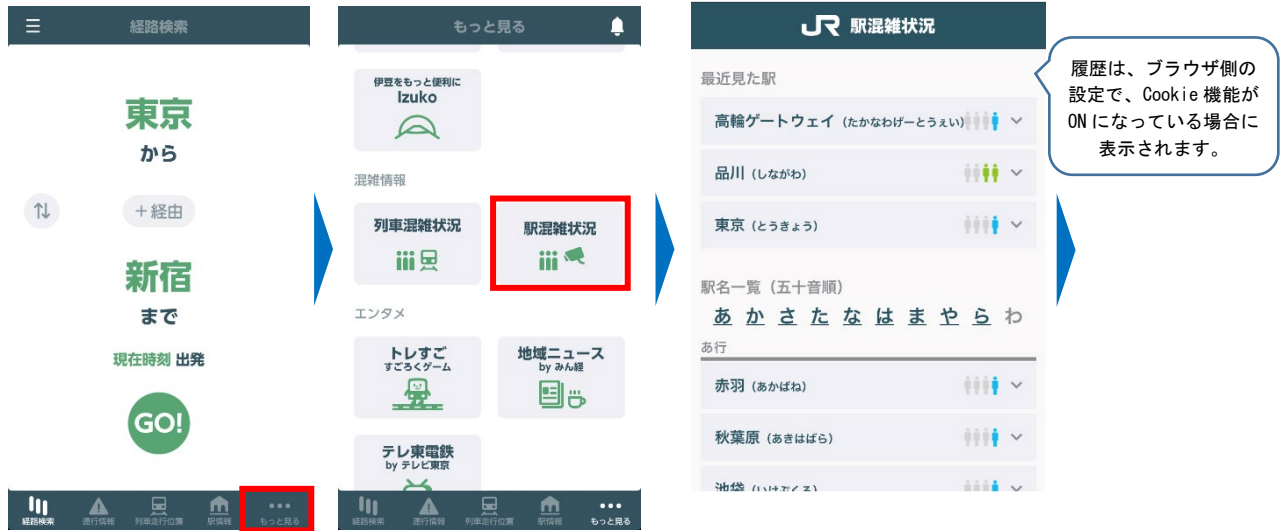 経路検索
東京
から
＋経由
新宿
まで
現在時刻 出発
GO!
経路検索
運行情報
列車走行位置
駅情報
もっと見る
もっと見る
伊豆をもっと便利に
Izuko
混雑情報
列車混雑状況
駅混雑状況
エンタメ
トレすご
すごろくゲーム
地域ニュース
by みん経
テレ東電鉄
by テレビ東京
経路検索
運行情報
列車走行位置
駅情報
もっと見る
JR 駅混雑状況
最近見た駅
高輪ゲートウェイ (たかなわげーとうぇい)
品川 (しながわ)
東京 (とうきょう)
駅名一覧（五十音順）
あ か さ た な は ま や ら わ
あ行
赤羽 (あかばね)
秋葉原 (あきはばら)
池袋 (いけぶくろ)
履歴は、ブラウザ側の
設定で、Cookie 機能が
ON になっている場合に
表示されます。